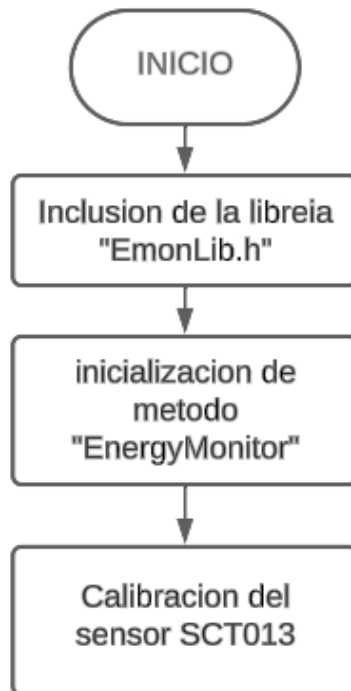 INICIO
Inclusion de la libreia
"EmonLib.h"
inicializacion de
metodo
"EnergyMonitor"
Calibracion del
sensor SCT013